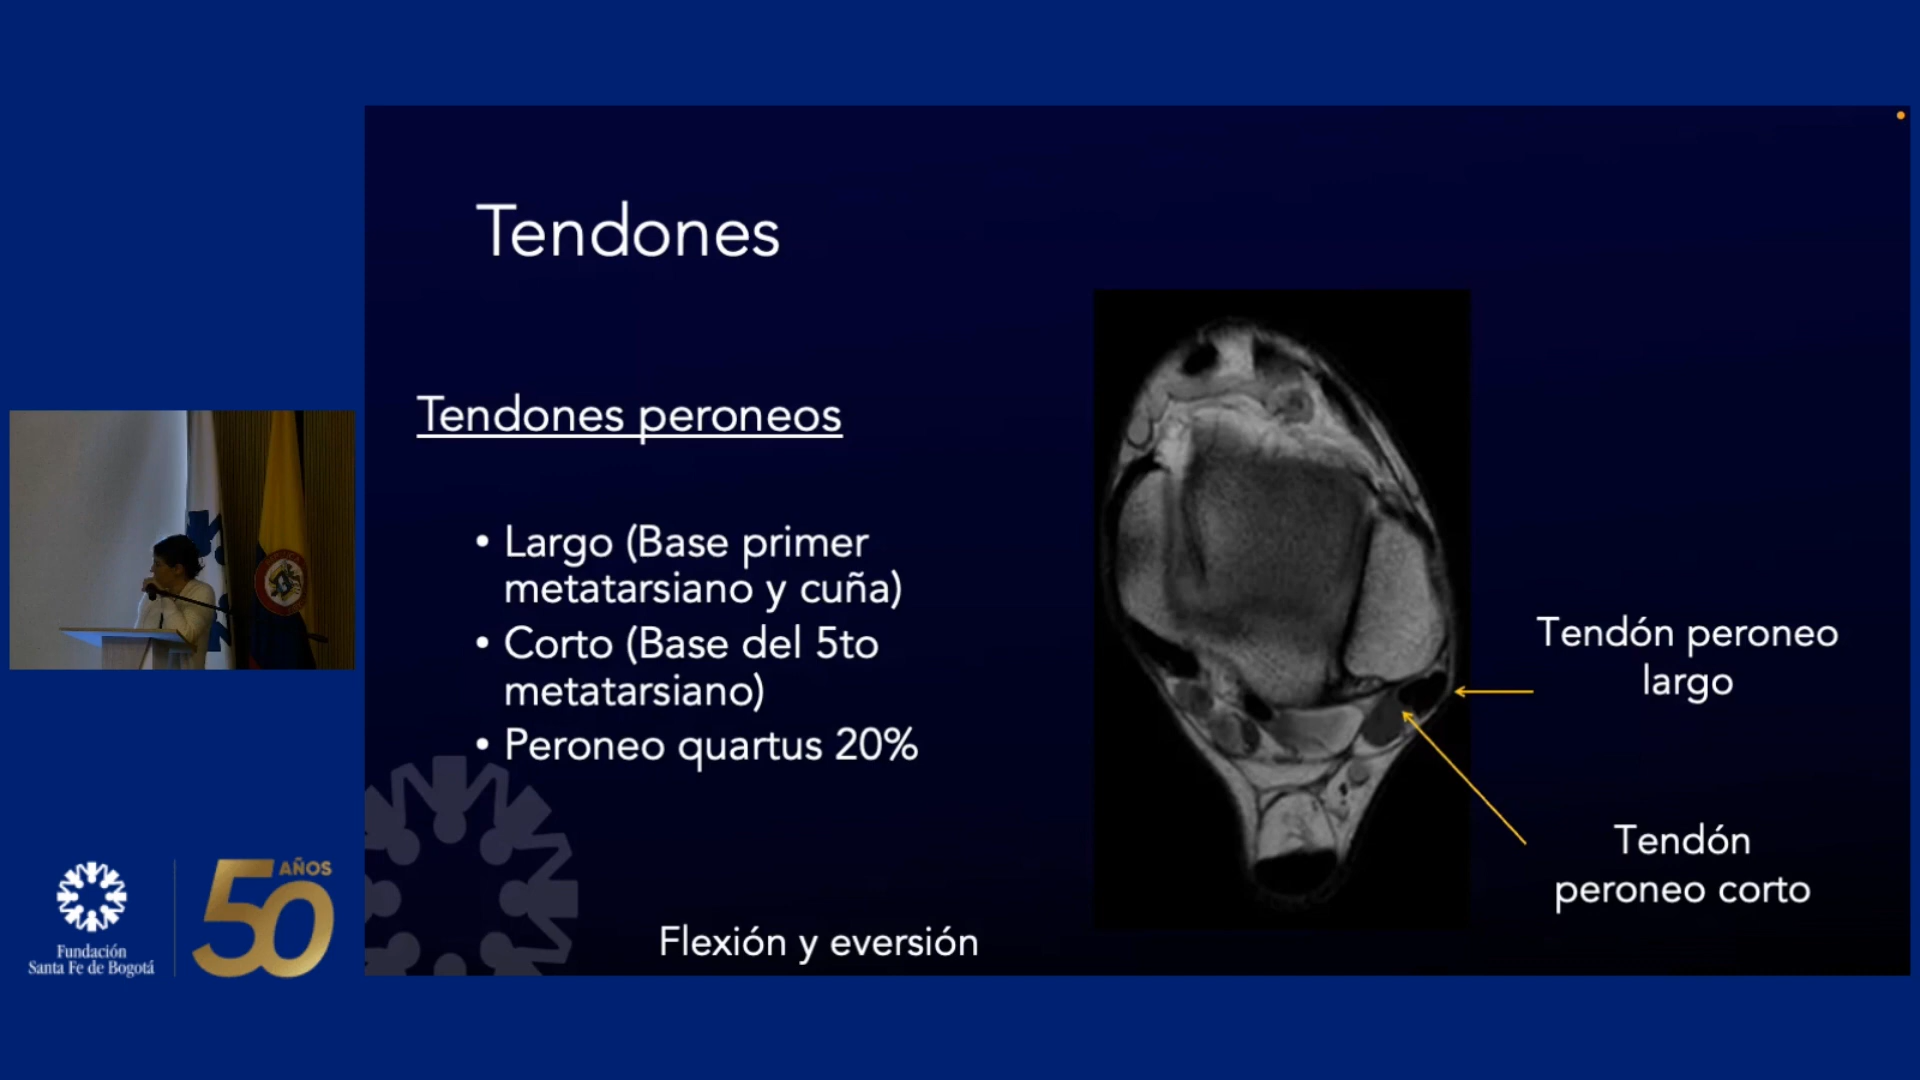 Tendones
Tendones peroneos
• Largo (Base primer
metatarsiano y cuña)
• Corto (Base del 5to
metatarsiano)
• Peroneo quartus 20%
Flexión y eversión
Tendón peroneo
largo
Tendón
peroneo corto
Fundación
Santa Fe de Bogotá
50
AÑOS